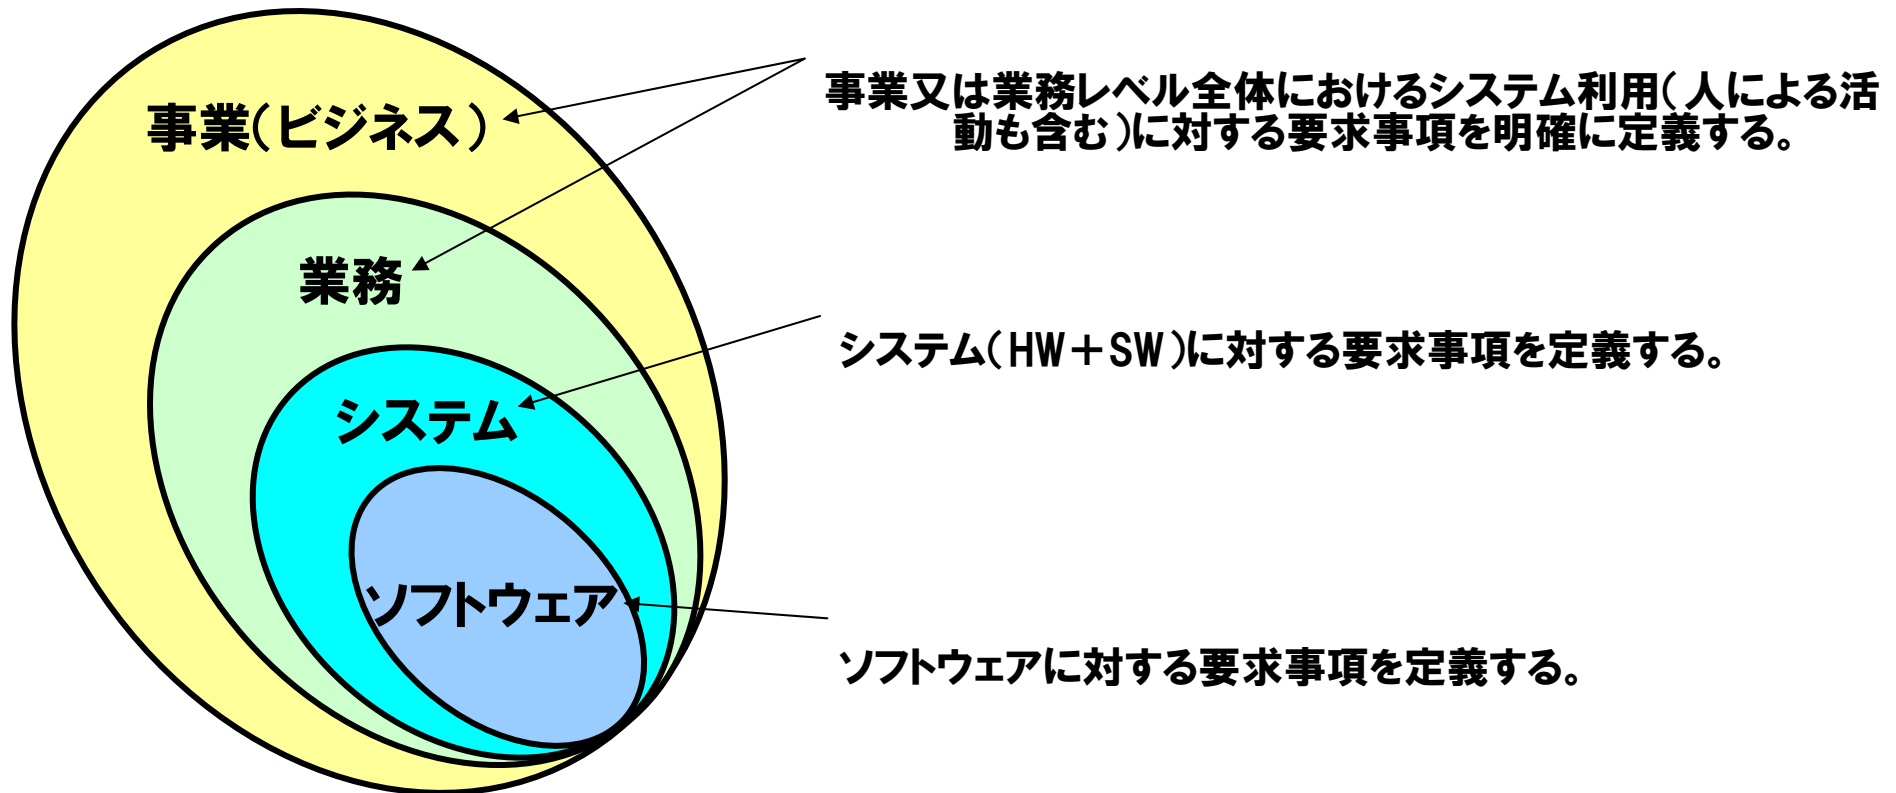 事業(ビジネス)
事業又は業務レベル全体におけるシステム利用(人による活
動も含む)に対する要求事項を明確に定義する。
業務
システム(HW+SW)に対する要求事項を定義する。
システム
ソフトウェア
ソフトウェアに対する要求事項を定義する。